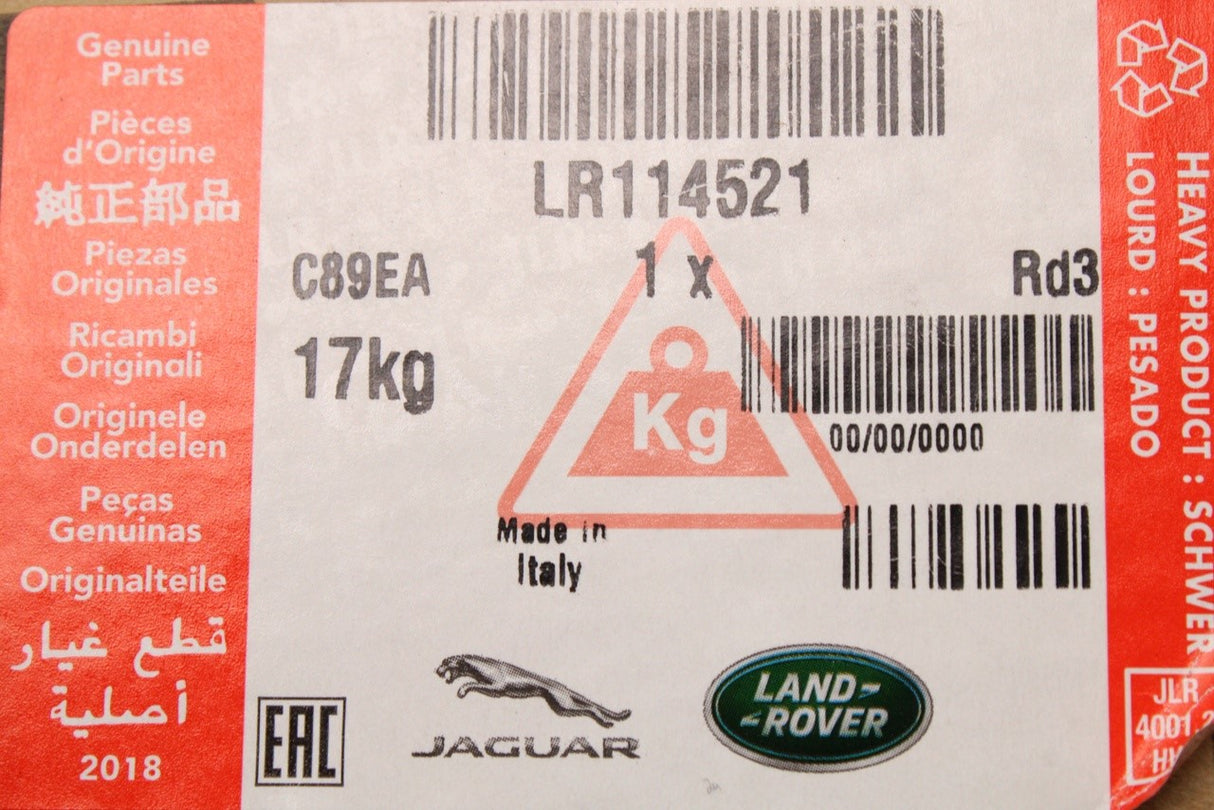 Genuine
Parts
Pièces
d'Origine
純正部品
Piezas
Originales
Ricambi
Originali
Originele
Onderdelen
Peças
Genuinas
Originalteile
قطع غيار
أصلية
2018
LR114521
C89EA
1 x
Rd3
17kg
Kg
00/00/0000
Made in
Italy
EAC
JAGUAR
LAND-
-ROVER
HEAVY PRODUCT : SCHWER
LOURD : PESADO
JLR
4001.2